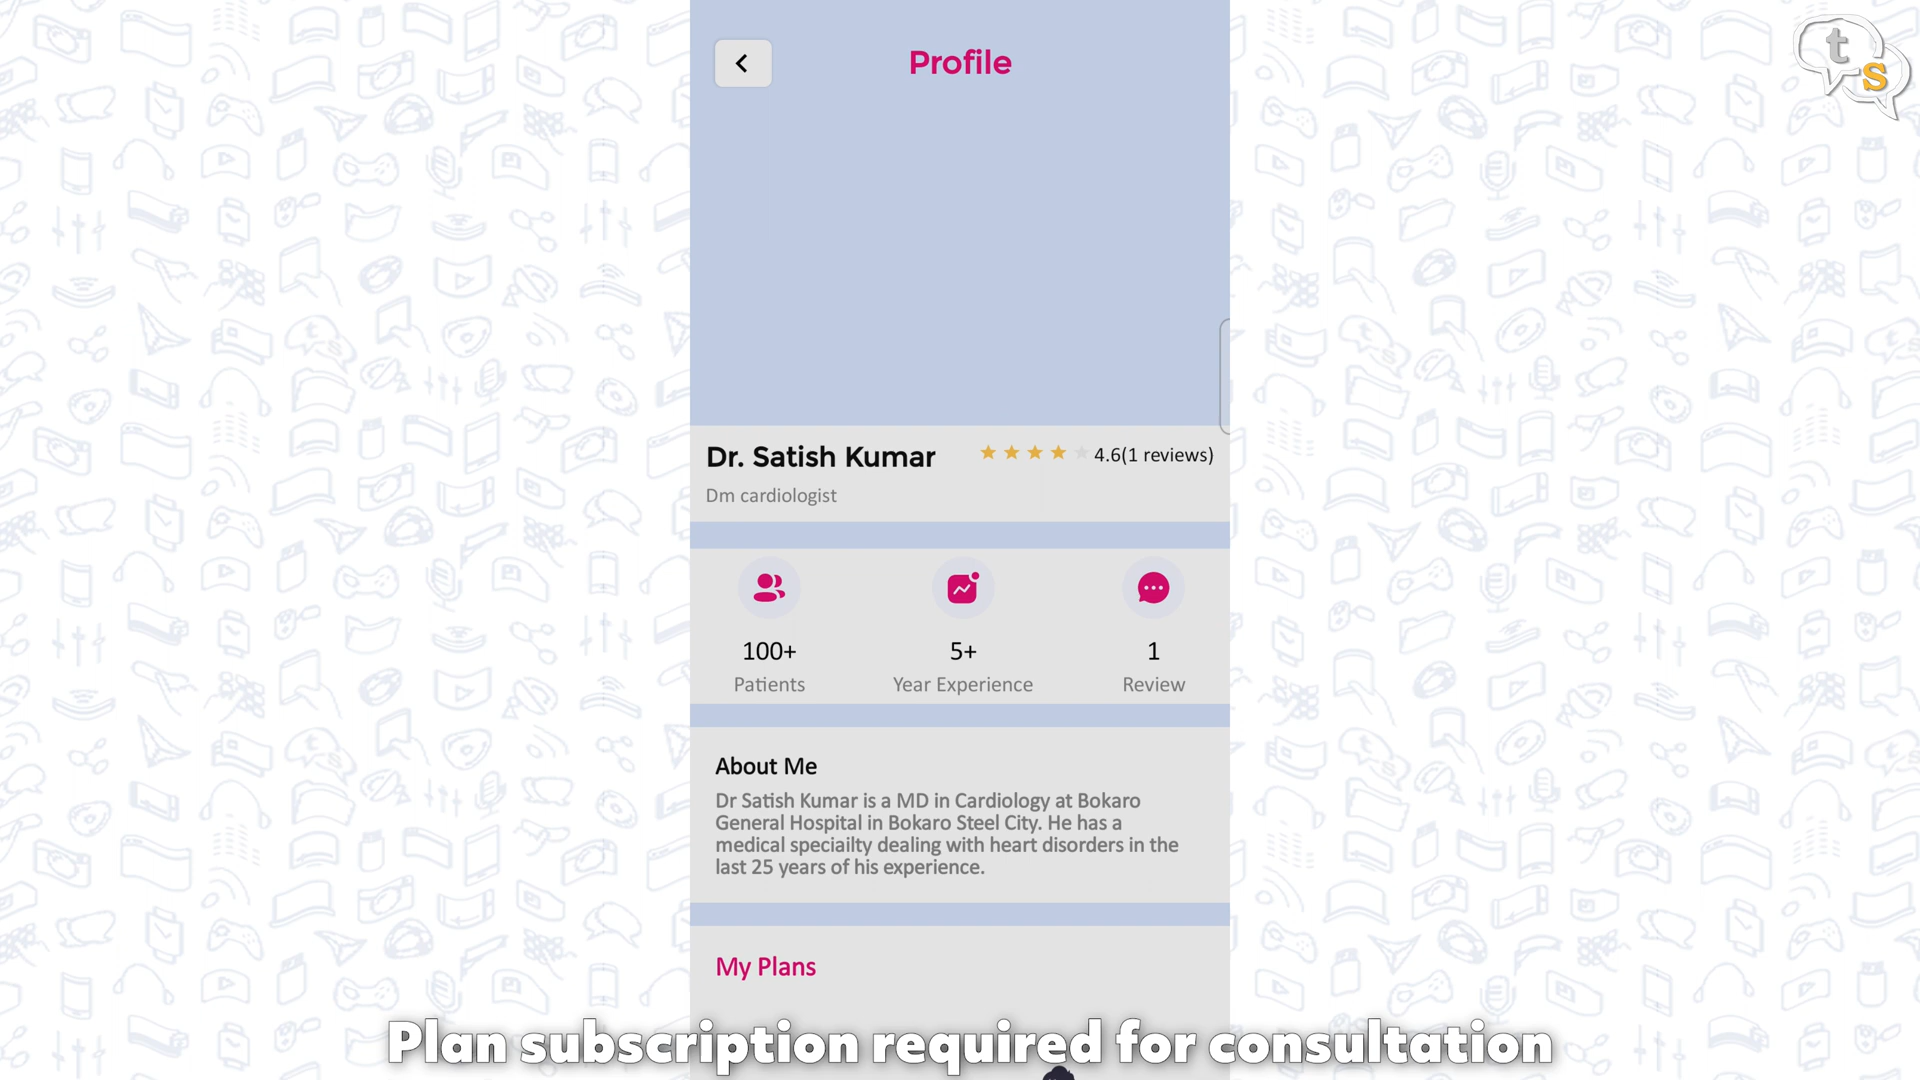 Profile
t
s
Dr. Satish Kumar
4.6(1 reviews)
Dm cardiologist
100+
5+
1
Patients
Year Experience
Review
About Me
Dr Satish Kumar is a MD in Cardiology at Bokaro
General Hospital in Bokaro Steel City. He has a
medical speciailty dealing with heart disorders in the
last 25 years of his experience.
My Plans
Plan subscription required for consultation